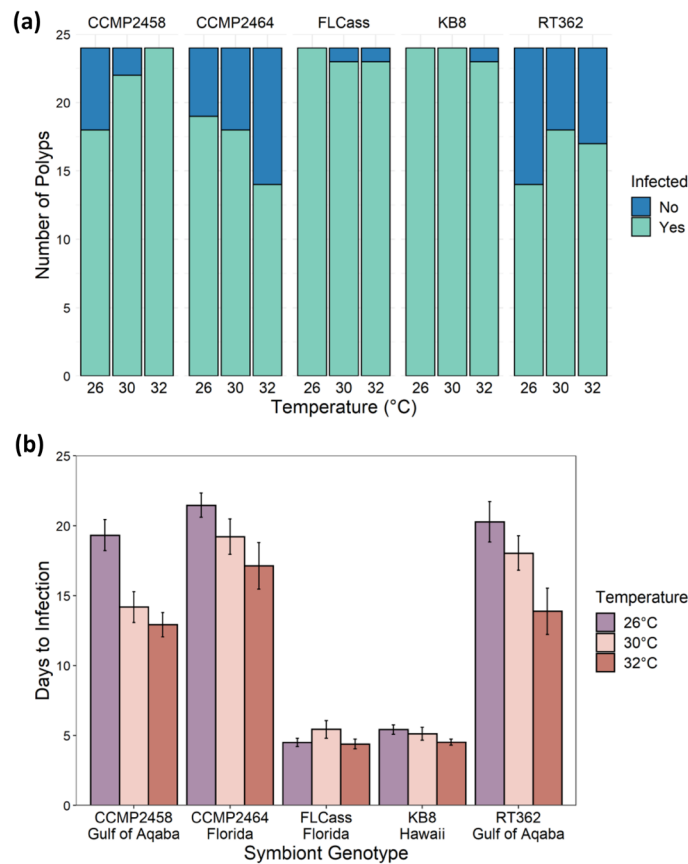 (a)
CCMP2458 CCMP2464 FLCass KB8 RT362
25
20
15
10
5
0
Number of Polyps
26 30 32 26 30 32 26 30 32 26 30 32 26 30 32
Temperature (°C)
Infected
No
Yes
(b)
25
20
15
10
5
0
Days to Infection
CCMP2458 CCMP2464 FLCass KB8 RT362
Gulf of Aqaba Florida Florida Hawaii Gulf of Aqaba
Symbiont Genotype
Temperature
26°C
30°C
32°C